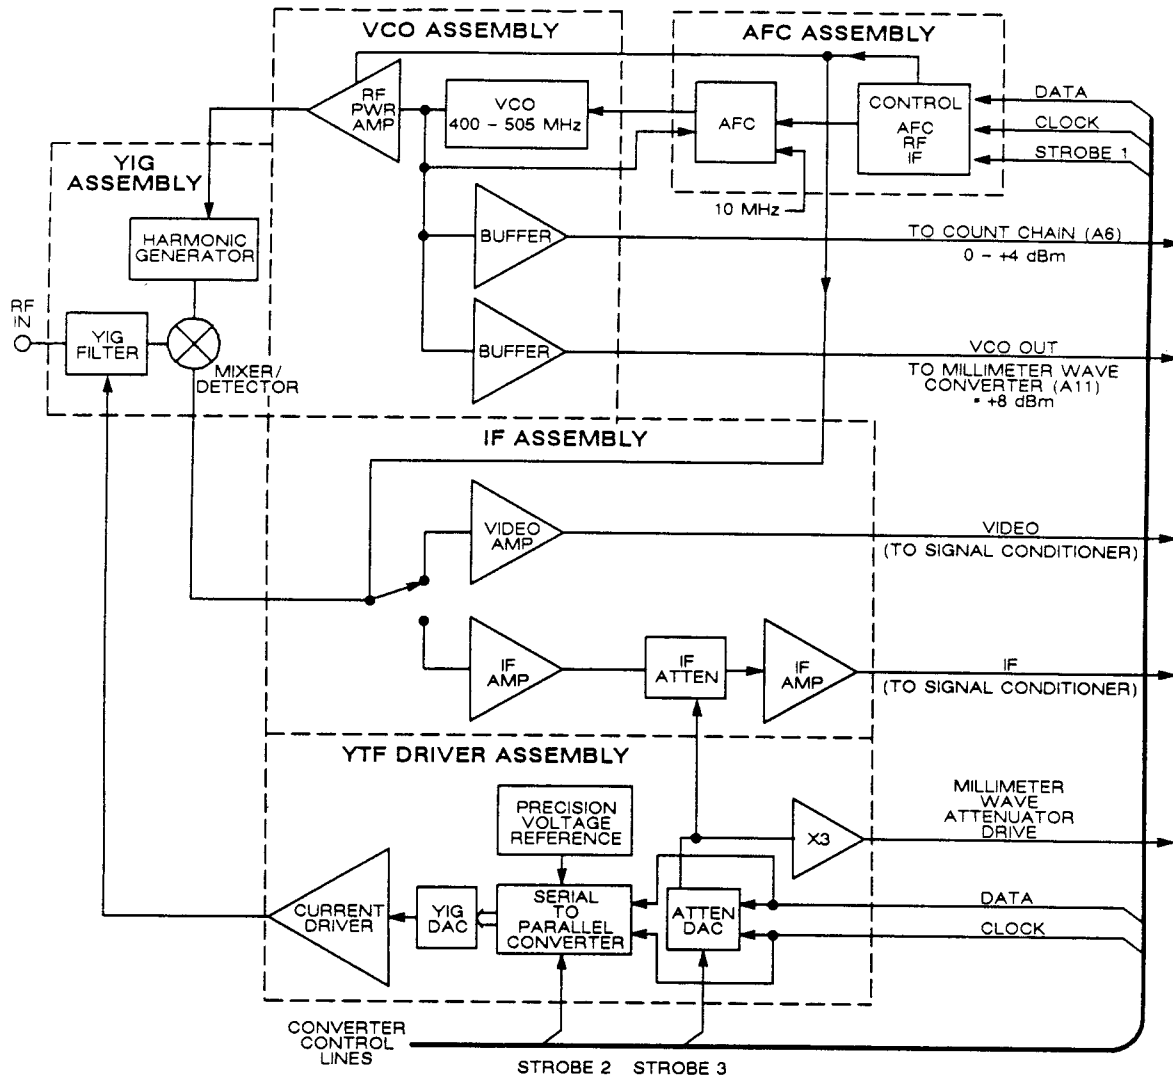 VCO ASSEMBLY
AFC ASSEMBLY
RF
PWR
AMP
VCO
400 - 505 MHz
AFC
CONTROL
AFC
RF
IF
DATA
CLOCK
STROBE 1
10 MHz
YIG
ASSEMBLY
HARMONIC
GENERATOR
BUFFER
TO COUNT CHAIN (A6)
0 - +4 dBm
RF
IN
YIG
FILTER
MIXER/
DETECTOR
BUFFER
VCO OUT
TO MILLIMETER WAVE
CONVERTER (A11)
* +8 dBm
IF ASSEMBLY
VIDEO
AMP
VIDEO
(TO SIGNAL CONDITIONER)
IF
AMP
IF
ATTEN
IF
AMP
IF
(TO SIGNAL CONDITIONER)
YTF DRIVER ASSEMBLY
PRECISION
VOLTAGE
REFERENCE
X3
MILLIMETER
WAVE
ATTENUATOR
DRIVE
CURRENT
DRIVER
YIG
DAC
SERIAL
TO
PARALLEL
CONVERTER
ATTEN
DAC
DATA
CLOCK
CONVERTER
CONTROL
LINES
STROBE 2
STROBE 3